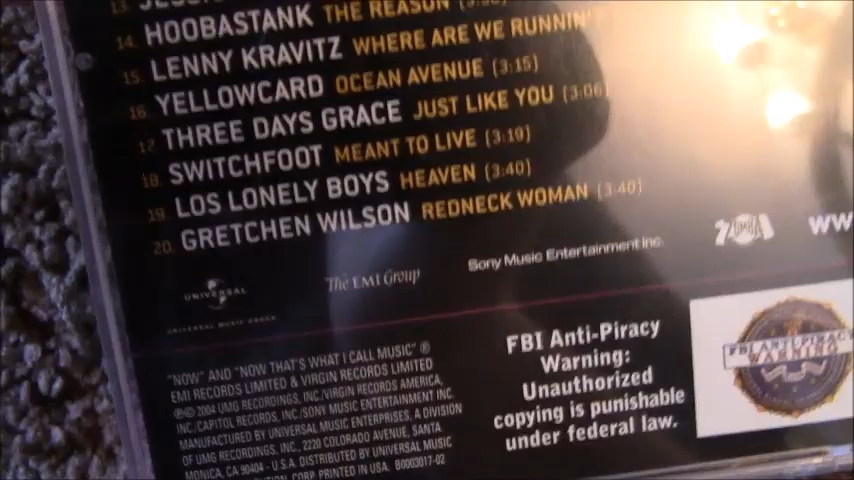 13. JESSI
14. HOOBASTANK THE REASON
15. LENNY KRAVITZ WHERE ARE WE RUNNIN'
16. YELLOWCARD OCEAN AVENUE [3:15]
17. THREE DAYS GRACE JUST LIKE YOU [3:06]
18. SWITCHFOOT MEANT TO LIVE [3:19]
19. LOS LONELY BOYS HEAVEN [3:40]
20. GRETCHEN WILSON REDNECK WOMAN [3:40]
UNIVERSAL
UNIVERSAL MUSIC GROUP
The EMI Group
Sony Music Entertainment Inc.
ZOMBA
WW
"NOW" AND "NOW THAT'S WHAT I CALL MUSIC" ®
EMI RECORDS LIMITED & VIRGIN RECORDS LIMITED
℗© 2004 UMG RECORDINGS, INC./VIRGIN RECORDS AMERICA,
INC./CAPITOL RECORDS, INC./SONY MUSIC ENTERTAINMENT INC.
MANUFACTURED BY UNIVERSAL MUSIC ENTERPRISES, A DIVISION
OF UMG RECORDINGS, INC., 2220 COLORADO AVENUE, SANTA
MONICA, CA 90404 - U.S.A. DISTRIBUTED BY UNIVERSAL MUSIC
CORP. PRINTED IN USA. B0003017-02
FBI Anti-Piracy
Warning:
Unauthorized
copying is punishable
under federal law.
FBI ANTI-PIRACY
WARNING